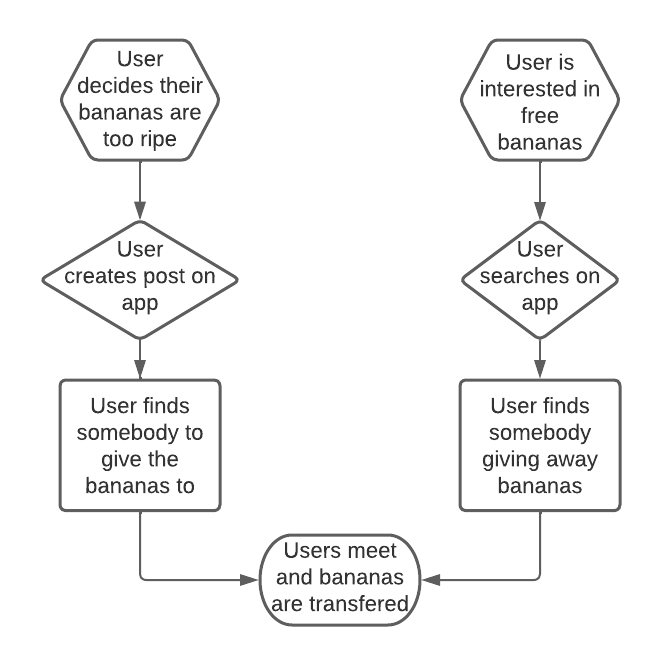 User
decides their
bananas are
too ripe
User is
interested in
free
bananas
User
creates post on
app
User
searches on
app
User finds
somebody to
give the
bananas to
User finds
somebody
giving away
bananas
Users meet
and bananas
are transfered